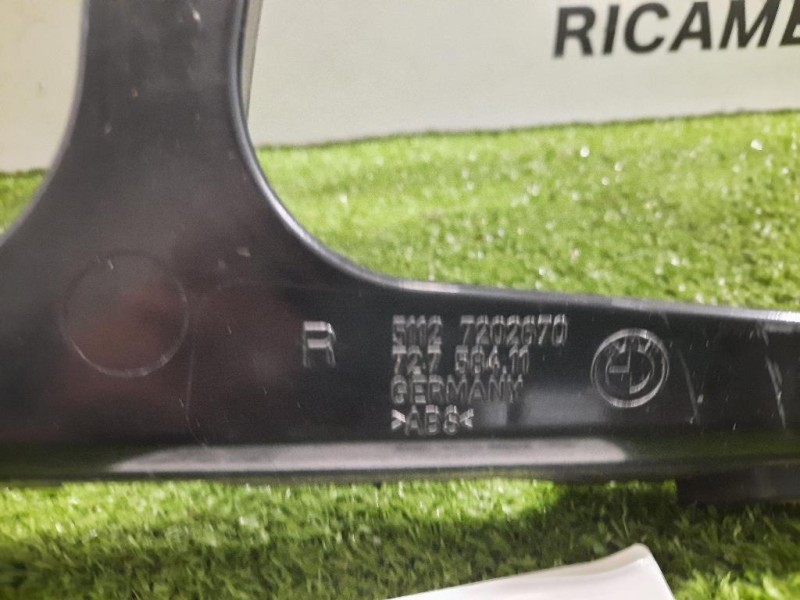 RICAMB
R
5112 7202670
727.584.11
GERMANY
>ABS<